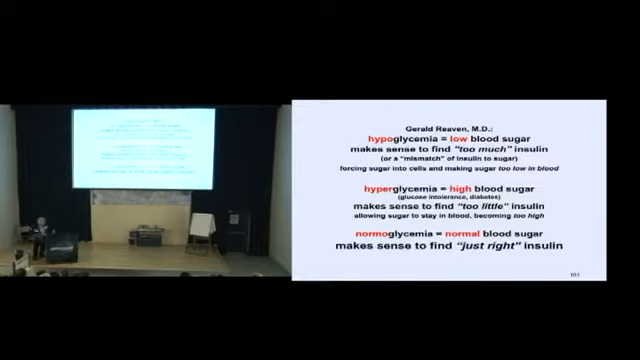 Gerald Reaven, M.D.:
hypoglycemia = low blood sugar
makes sense to find "too much" insulin
(or a "mismatch" of insulin to sugar)
forcing sugar into cells and making sugar too low in blood
hyperglycemia = high blood sugar
(glucose intolerance, diabetes)
makes sense to find "too little" insulin
allowing sugar to stay in blood, becoming too high
normoglycemia = normal blood sugar
makes sense to find "just right" insulin
101